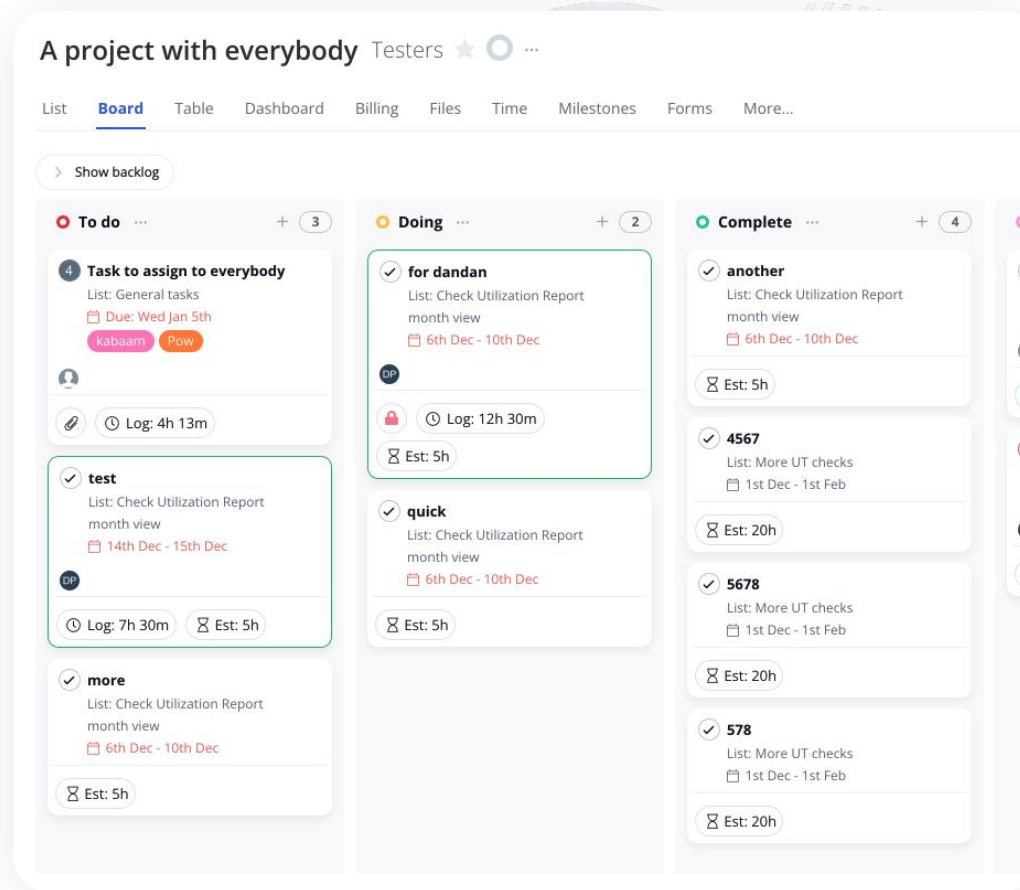 A project with everybody Testers
List Board Table Dashboard Billing Files Time Milestones Forms More...
Show backlog
To do 3
4 Task to assign to everybody
List: General tasks
Due: Wed Jan 5th
kabaam Pow
Log: 4h 13m
test
List: Check Utilization Report
month view
14th Dec - 15th Dec
DP
Log: 7h 30m Est: 5h
more
List: Check Utilization Report
month view
6th Dec - 10th Dec
Est: 5h
Doing 2
for dandan
List: Check Utilization Report
month view
6th Dec - 10th Dec
DP
Log: 12h 30m
Est: 5h
quick
List: Check Utilization Report
month view
6th Dec - 10th Dec
Est: 5h
Complete 4
another
List: Check Utilization Report
month view
6th Dec - 10th Dec
Est: 5h
4567
List: More UT checks
1st Dec - 1st Feb
Est: 20h
5678
List: More UT checks
1st Dec - 1st Feb
Est: 20h
578
List: More UT checks
1st Dec - 1st Feb
Est: 20h